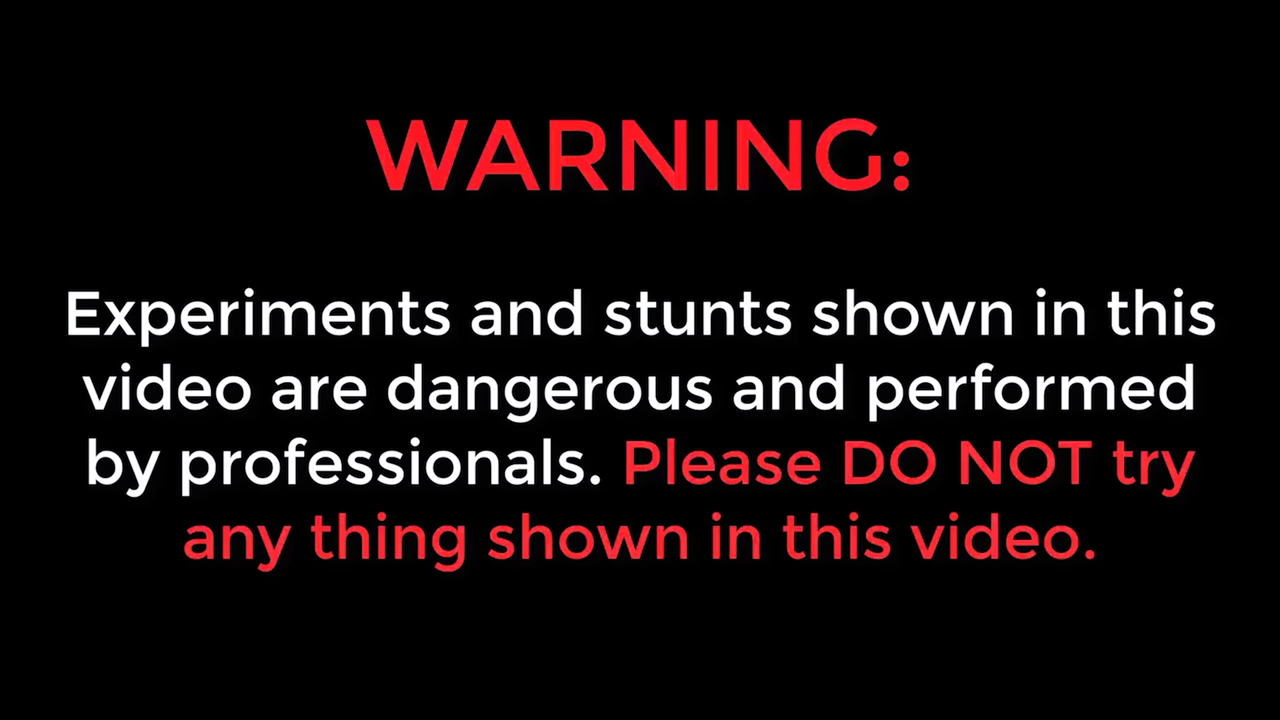 WARNING:
Experiments and stunts shown in this
video are dangerous and performed
by professionals. Please DO NOT try
any thing shown in this video.